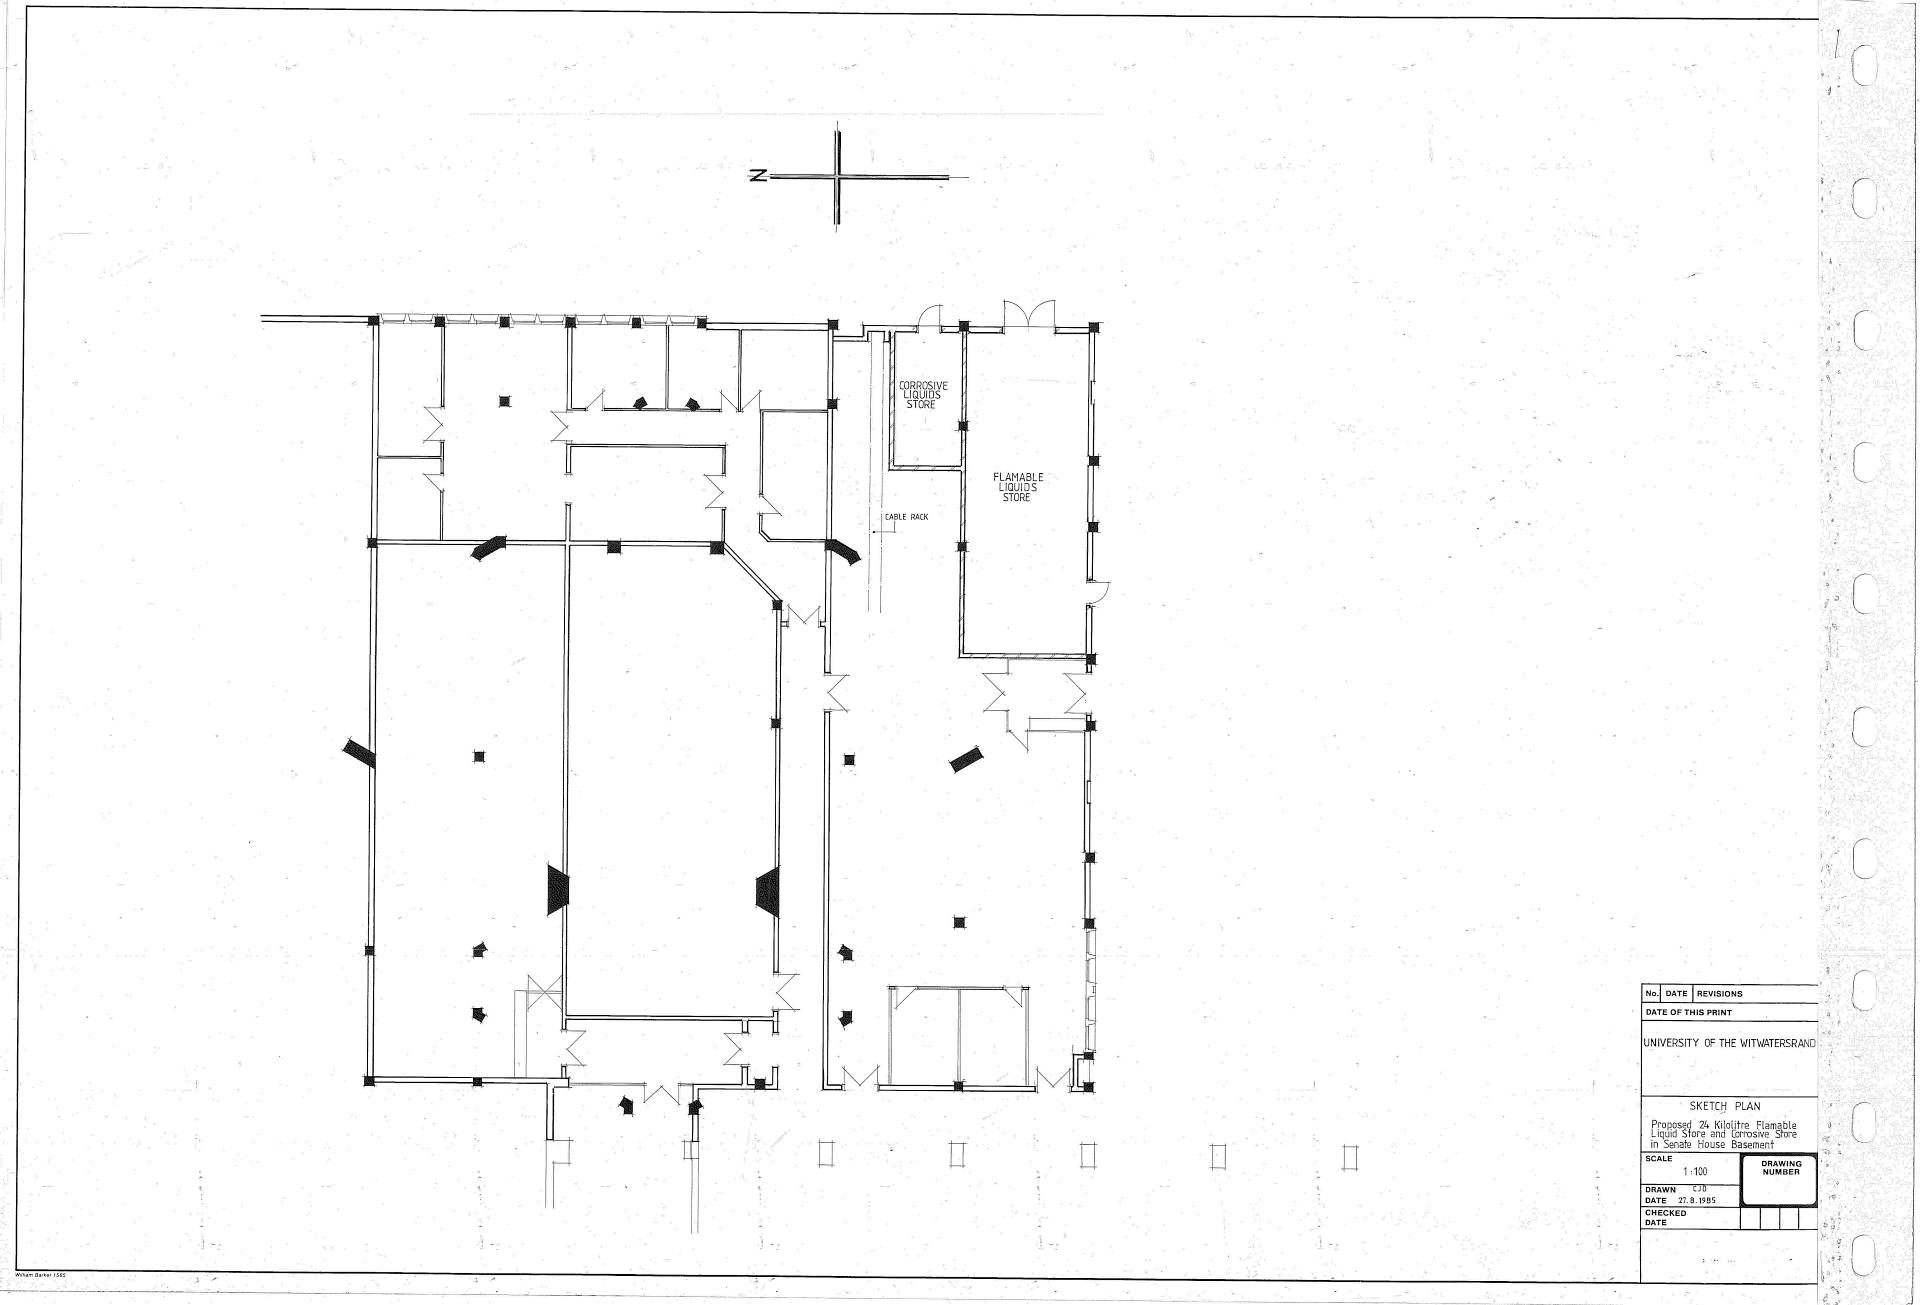 N
CORROSIVE
LIQUIDS
STORE
FLAMABLE
LIQUIDS
STORE
CABLE RACK
No. DATE REVISIONS
DATE OF THIS PRINT
UNIVERSITY OF THE WITWATERSRAND
SKETCH PLAN
Proposed 24 Kilolitre Flamable
Liquid Store and Corrosive Store
in Senate House Basement
SCALE
1:100
DRAWING
NUMBER
DRAWN CJD
DATE 27.8.1985
CHECKED
DATE
William Barker 1585